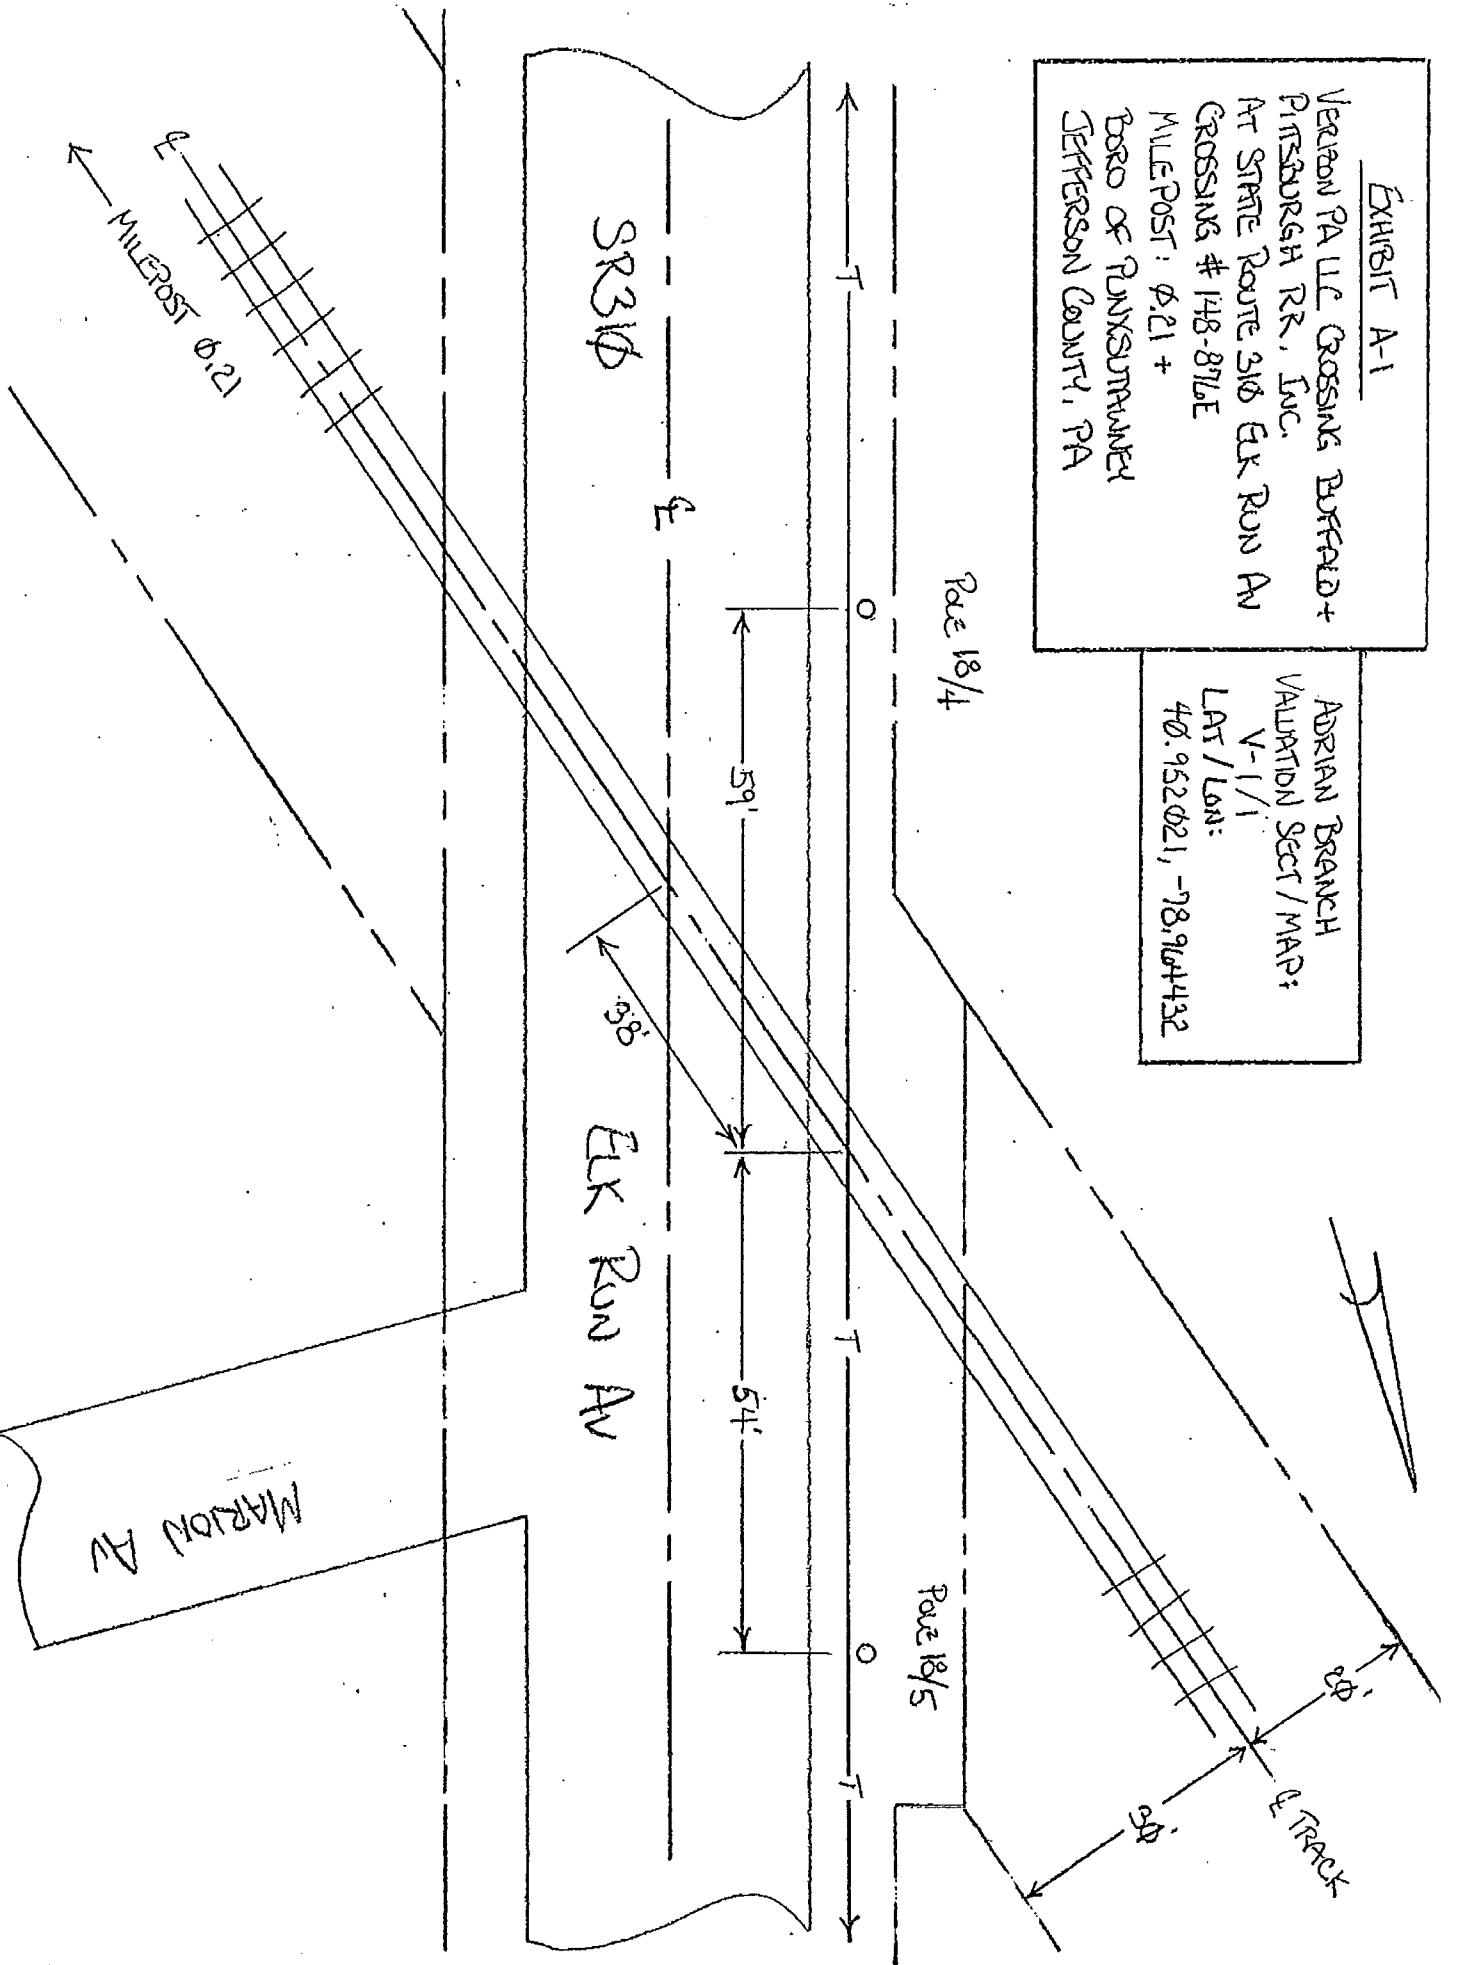 EXHIBIT A-1
VERIZON PA LLC CROSSING BUFFALO +
PITTSBURGH RR, INC.
AT STATE ROUTE 310 ELK RUN AV
CROSSING # 148-876E
MILEPOST: 0.21 +
BORO OF PUNXSUTAWNEY
JEFFERSON COUNTY, PA
ADRIAN BRANCH
VALUATION SECT/MAP:
V-1/1
LAT/LON:
40.952021, -78.964432
POLE 18/4
POLE 18/5
T
T
T
℄
MILEPOST 0.21
SR310
℄
59'
54'
38'
ELK RUN AV
MARION AV
20'
30'
℄ TRACK